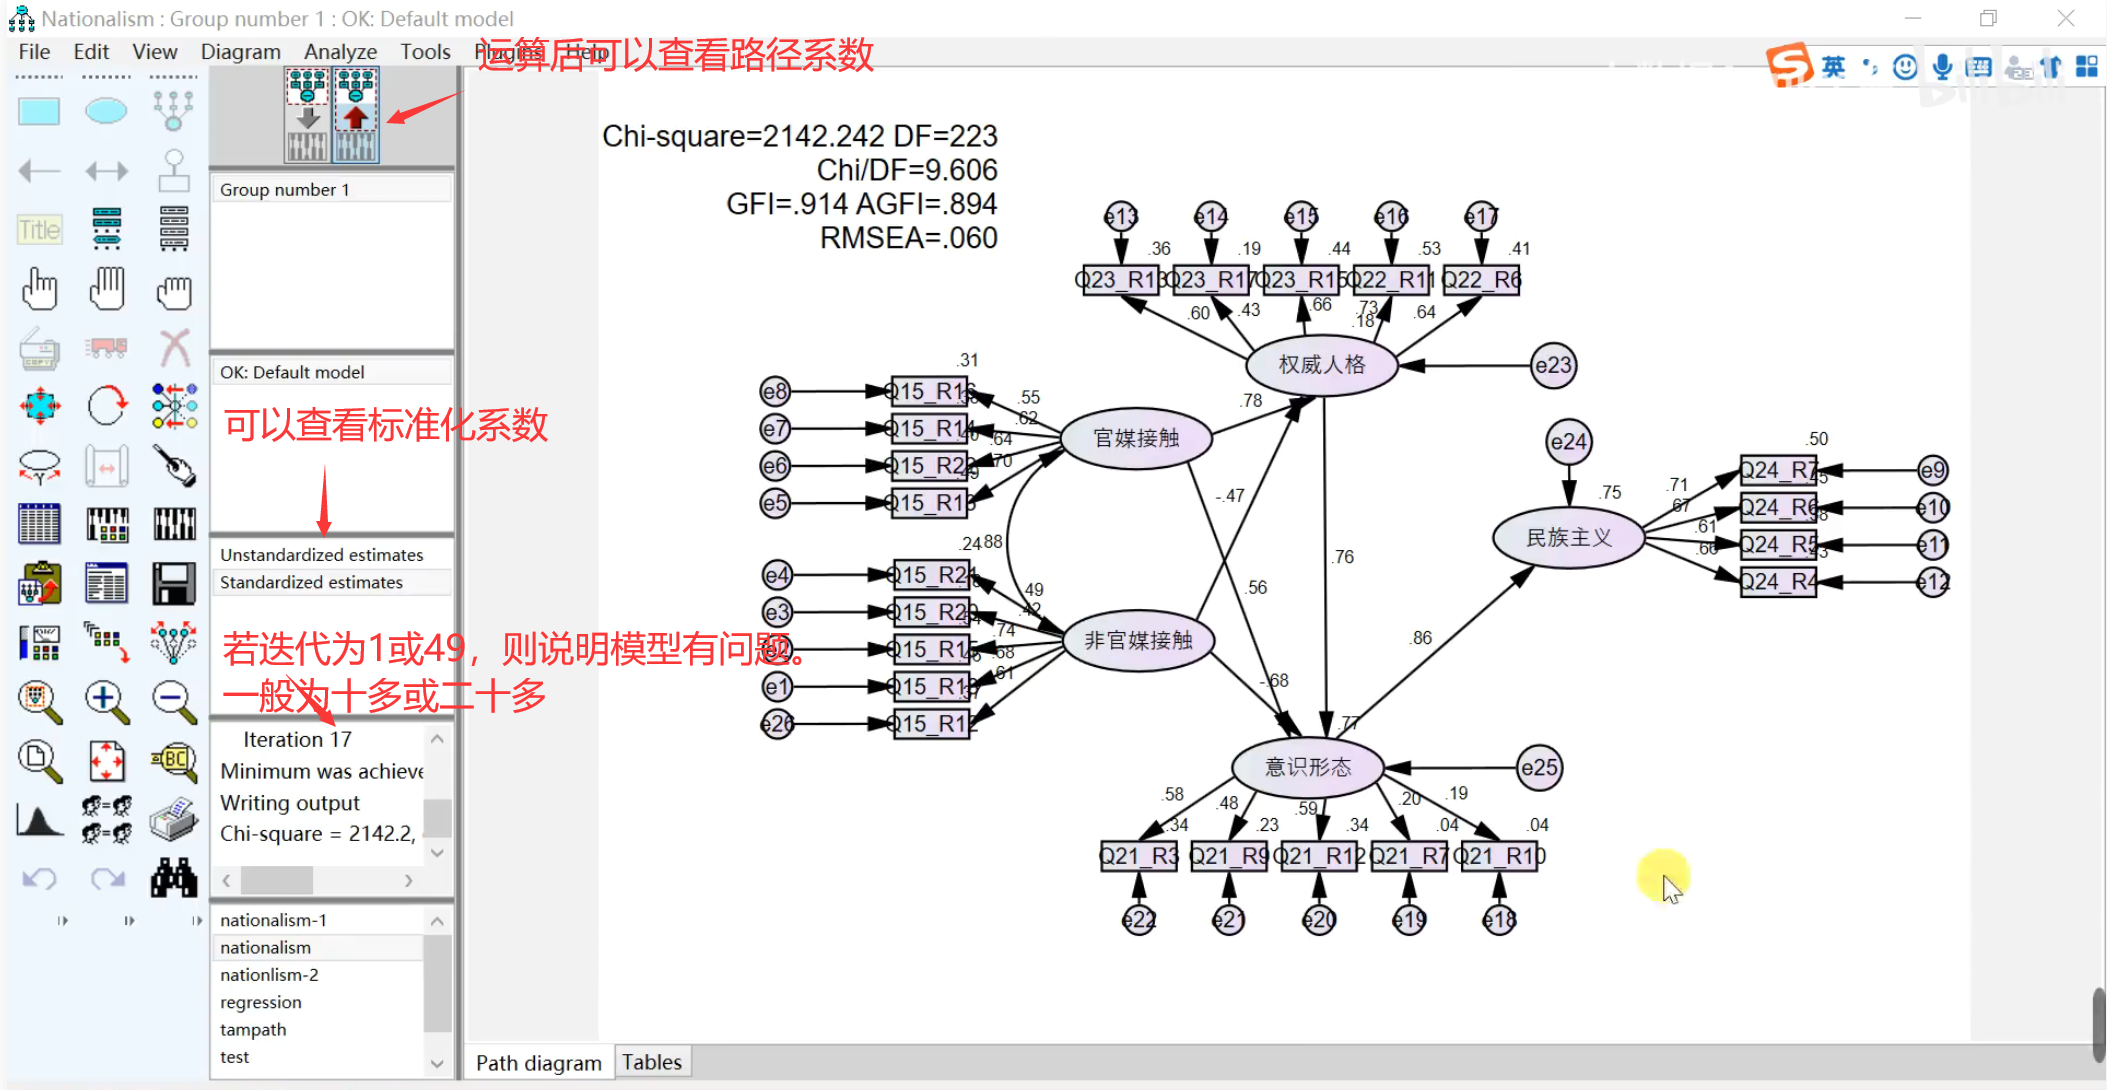 Nationalism : Group number 1 : OK: Default model
File Edit View Diagram Analyze Tools Plugins Help
运算后可以查看路径系数
英
Title
Group number 1
OK: Default model
可以查看标准化系数
Unstandardized estimates
Standardized estimates
若迭代为1或49，则说明模型有问题。
一般为十多或二十多
Iteration 17
Minimum was achieve
Writing output
Chi-square = 2142.2,
nationalism-1
nationalism
nationlism-2
regression
tampath
test
Chi-square=2142.242 DF=223
Chi/DF=9.606
GFI=.914 AGFI=.894
RMSEA=.060
e13 e14 e15 e16 e17
.36 .19 .44 .53 .41
Q23_R13 Q23_R17 Q23_R15 Q22_R11 Q22_R6
.60 .43 .66 .73 .64
.18
权威人格
e23
.31
e8 Q15_R16
.55
e7 Q15_R14
.62
e6 Q15_R22
.64
e5 Q15_R13
.70
官媒接触
.78
-.47
.88
.24
e4 Q15_R21
.49
e3 Q15_R20
.42
Q15_R15
.74
e1 Q15_R18
.68
e26 Q15_R12
.61
非官媒接触
.56
.76
-.68
.86
.77
意识形态
e25
e24
.75
民族主义
.50
.71
Q24_R7 e9
.67
Q24_R6 e10
.61
Q24_R5 e11
.66
Q24_R4 e12
.58 .48 .59 .20 .19
.34 .23 .34 .04 .04
Q21_R3 Q21_R9 Q21_R12 Q21_R7 Q21_R10
e22 e21 e20 e19 e18
Path diagram Tables
bilibili